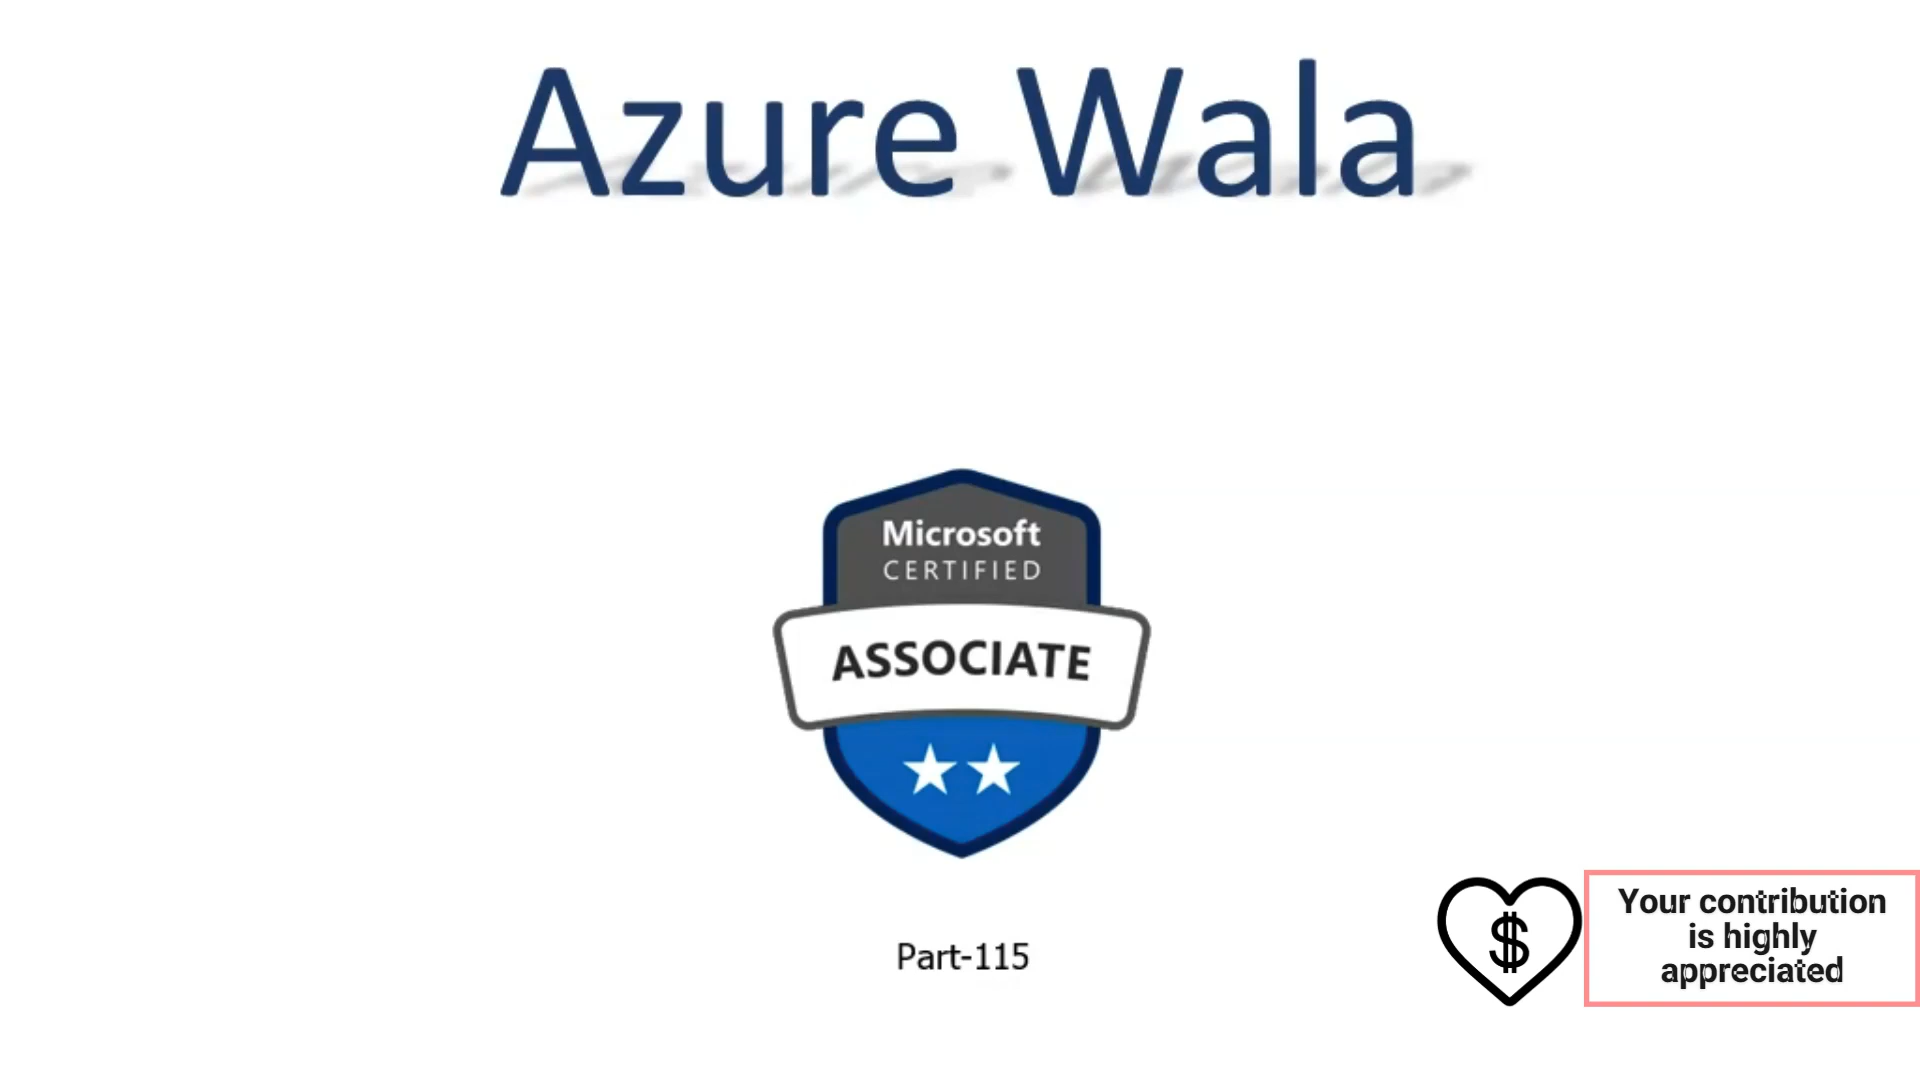 Azure Wala
Microsoft
CERTIFIED
ASSOCIATE
Part-115
$
Your contribution
is highly
appreciated